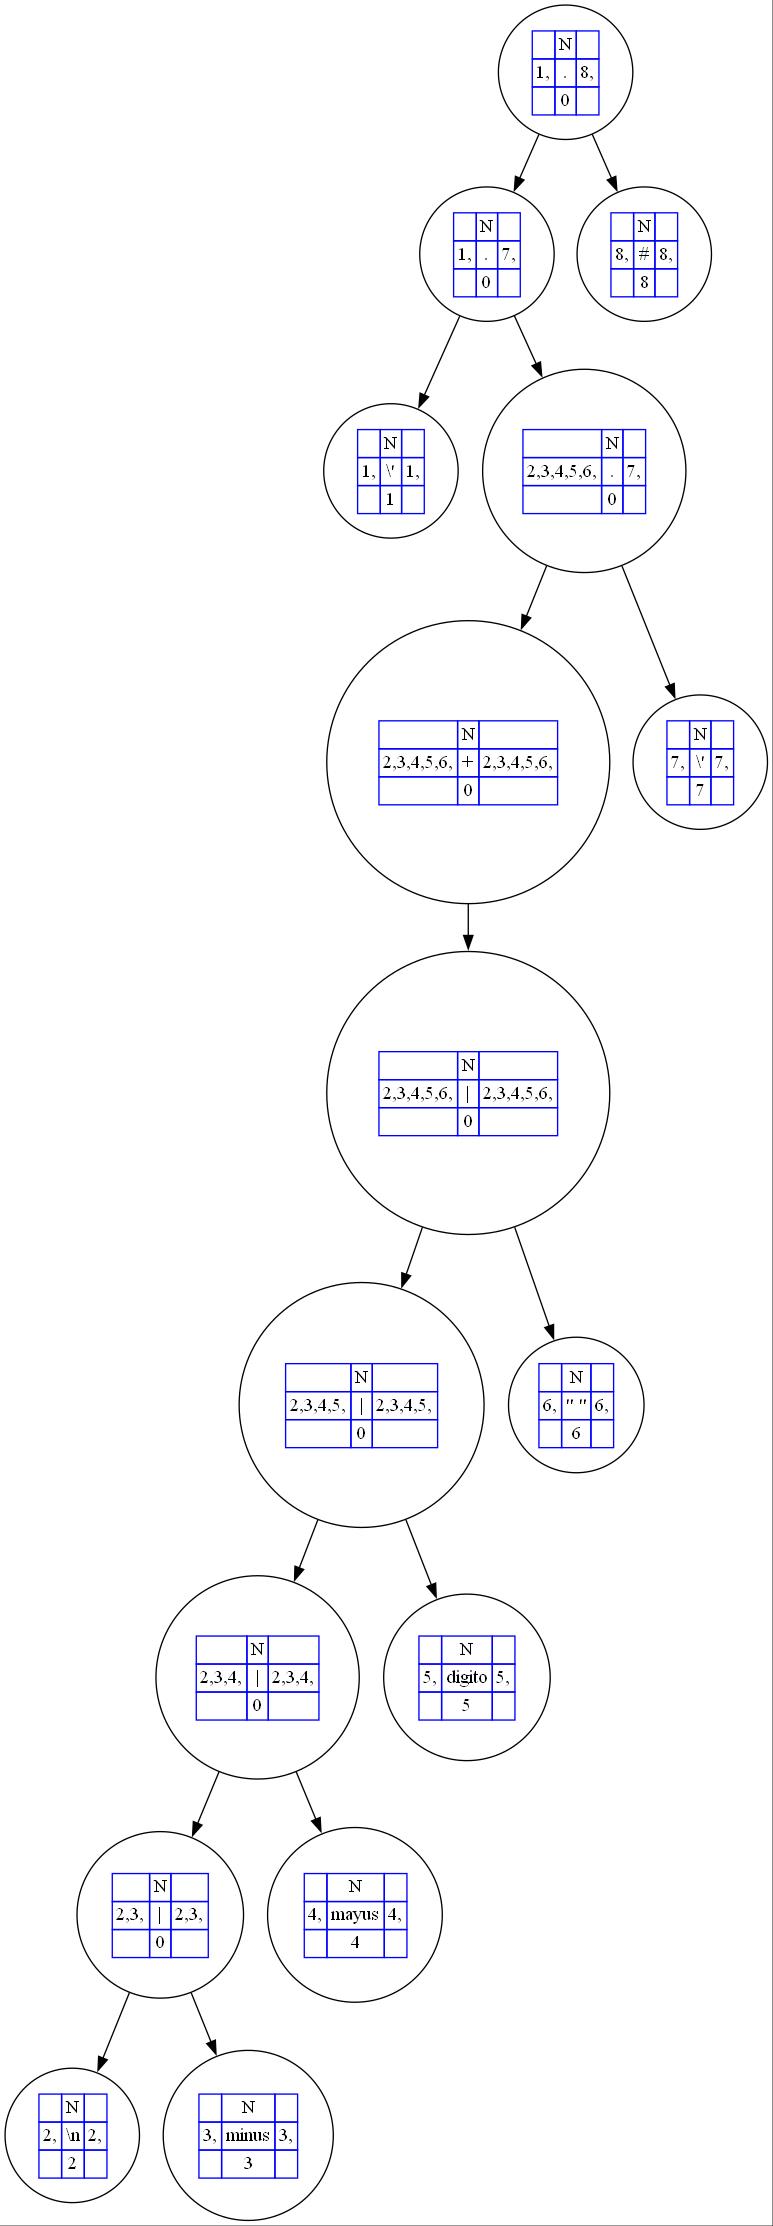 N
1, . 8,
0
N
1, . 7,
0
N
8, # 8,
8
N
1, \' 1,
1
N
2,3,4,5,6, . 7,
0
N
2,3,4,5,6, + 2,3,4,5,6,
0
N
7, \' 7,
7
N
2,3,4,5,6, | 2,3,4,5,6,
0
N
2,3,4,5, | 2,3,4,5,
0
N
6, " " 6,
6
N
2,3,4, | 2,3,4,
0
N
5, digito 5,
5
N
2,3, | 2,3,
0
N
4, mayus 4,
4
N
2, \n 2,
2
N
3, minus 3,
3